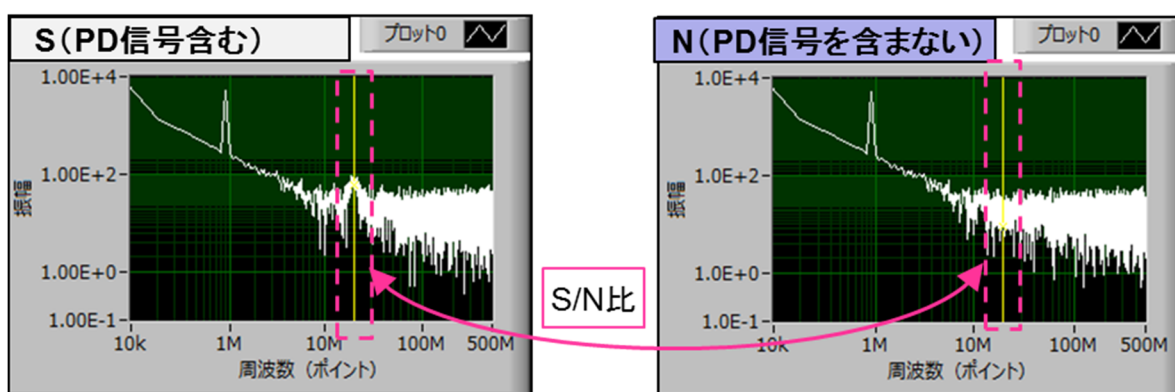 S(PD信号含む)
プロット0
1.00E+4
1.00E+2
1.00E+0
1.00E-1
振幅
10k
1M
10M
100M
500M
周波数 (ポイント)
S/N比
N(PD信号を含まない)
プロット0
1.0E+4
1.0E+2
1.0E+0
1.0E-1
振幅
10k
1M
10M
100M
500M
周波数 (ポイント)